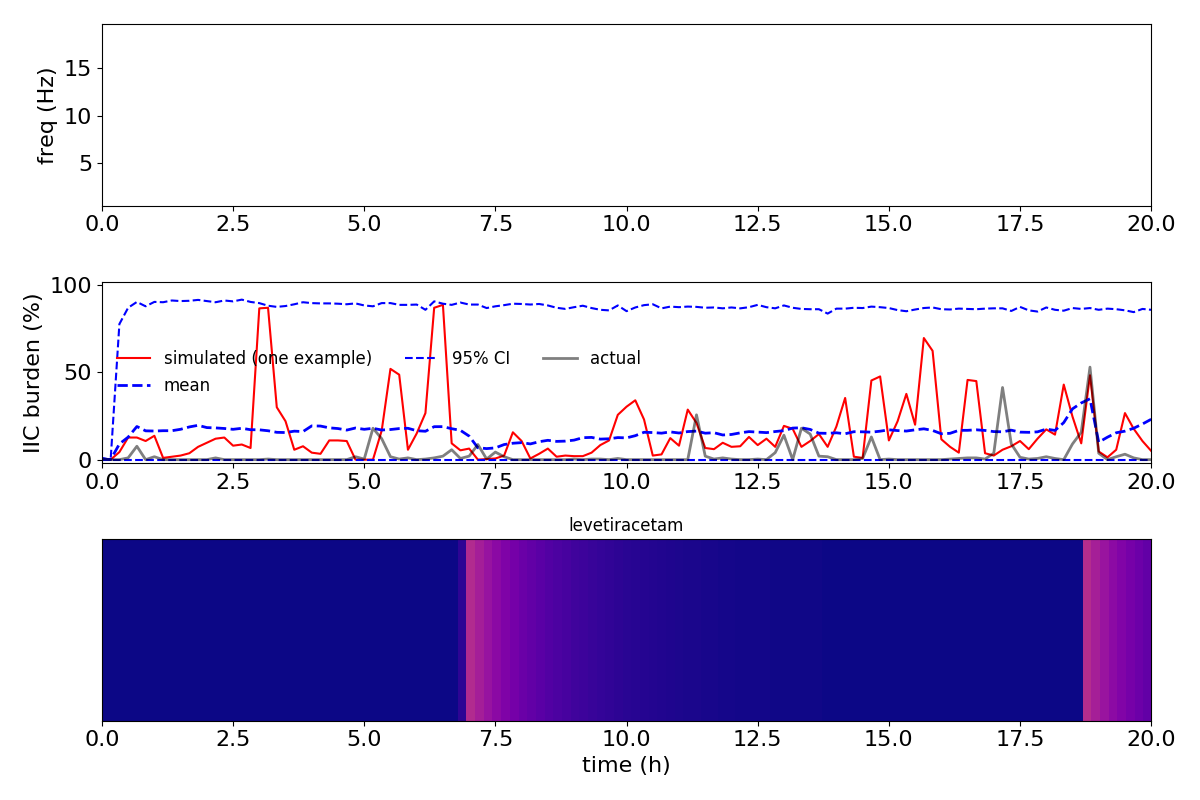 freq (Hz)
15
10
5
0.0 2.5 5.0 7.5 10.0 12.5 15.0 17.5 20.0
IIC burden (%)
100
50
0
simulated (one example) 95% CI actual
mean
0.0 2.5 5.0 7.5 10.0 12.5 15.0 17.5 20.0
levetiracetam
0.0 2.5 5.0 7.5 10.0 12.5 15.0 17.5 20.0
time (h)